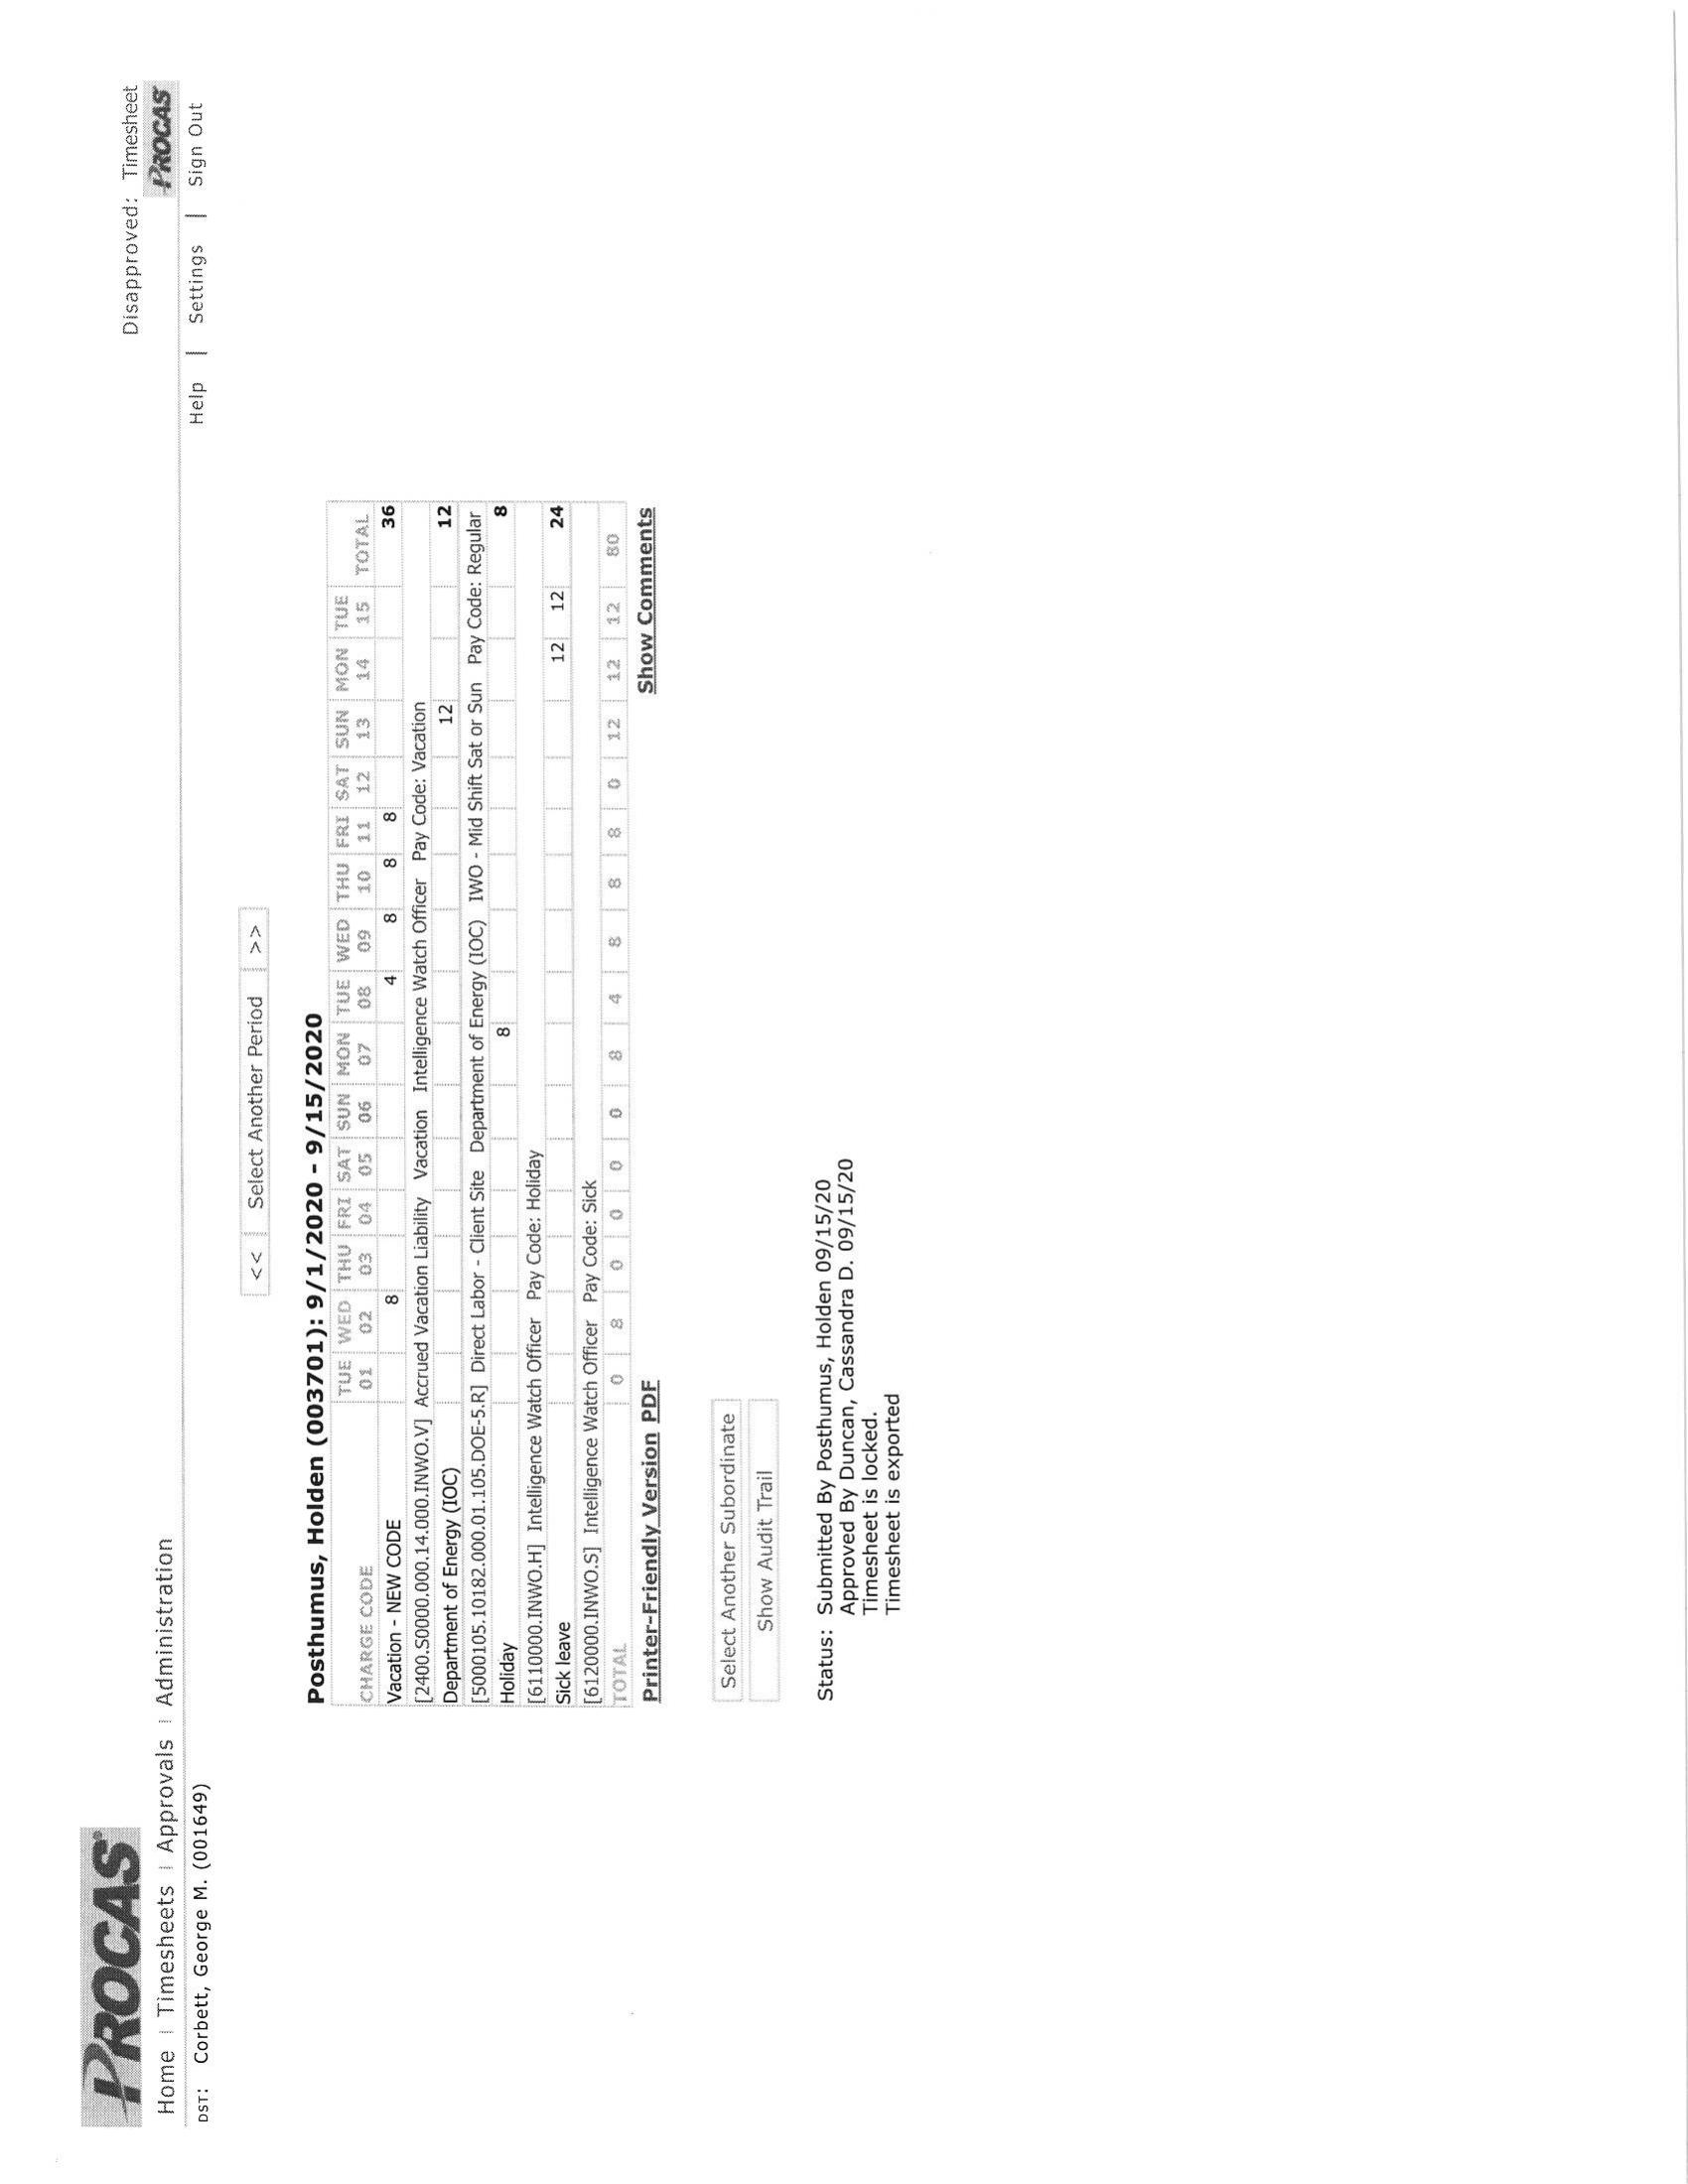 Disapproved: Timesheet
PROCAS®
PROCAS
Home | Timesheets | Approvals | Administration
Help | Settings | Sign Out
DST: Corbett, George M. (001649)
<< Select Another Period >>
Posthumus, Holden (003701): 9/1/2020 - 9/15/2020
TUE WED THU FRI SAT SUN MON TUE WED THU FRI SAT SUN MON TUE
CHARGE CODE 01 02 03 04 05 06 07 08 09 10 11 12 13 14 15 TOTAL
Vacation - NEW CODE 8 4 8 8 8 36
[2400.S0000.000.14.000.INWO.V] Accrued Vacation Liability Vacation Intelligence Watch Officer Pay Code: Vacation
Department of Energy (IOC) 12 12
[5000105.10182.000.01.105.DOE-5.R] Direct Labor - Client Site Department of Energy (IOC) IWO - Mid Shift Sat or Sun Pay Code: Regular
Holiday 8 8
[6110000.INWO.H] Intelligence Watch Officer Pay Code: Holiday
Sick leave 12 12 24
[6120000.INWO.S] Intelligence Watch Officer Pay Code: Sick
TOTAL 0 8 0 0 0 0 8 4 8 8 8 0 12 12 12 80
Printer-Friendly Version PDF Show Comments
Select Another Subordinate
Show Audit Trail
Status: Submitted By Posthumus, Holden 09/15/20
Approved By Duncan, Cassandra D. 09/15/20
Timesheet is locked.
Timesheet is exported